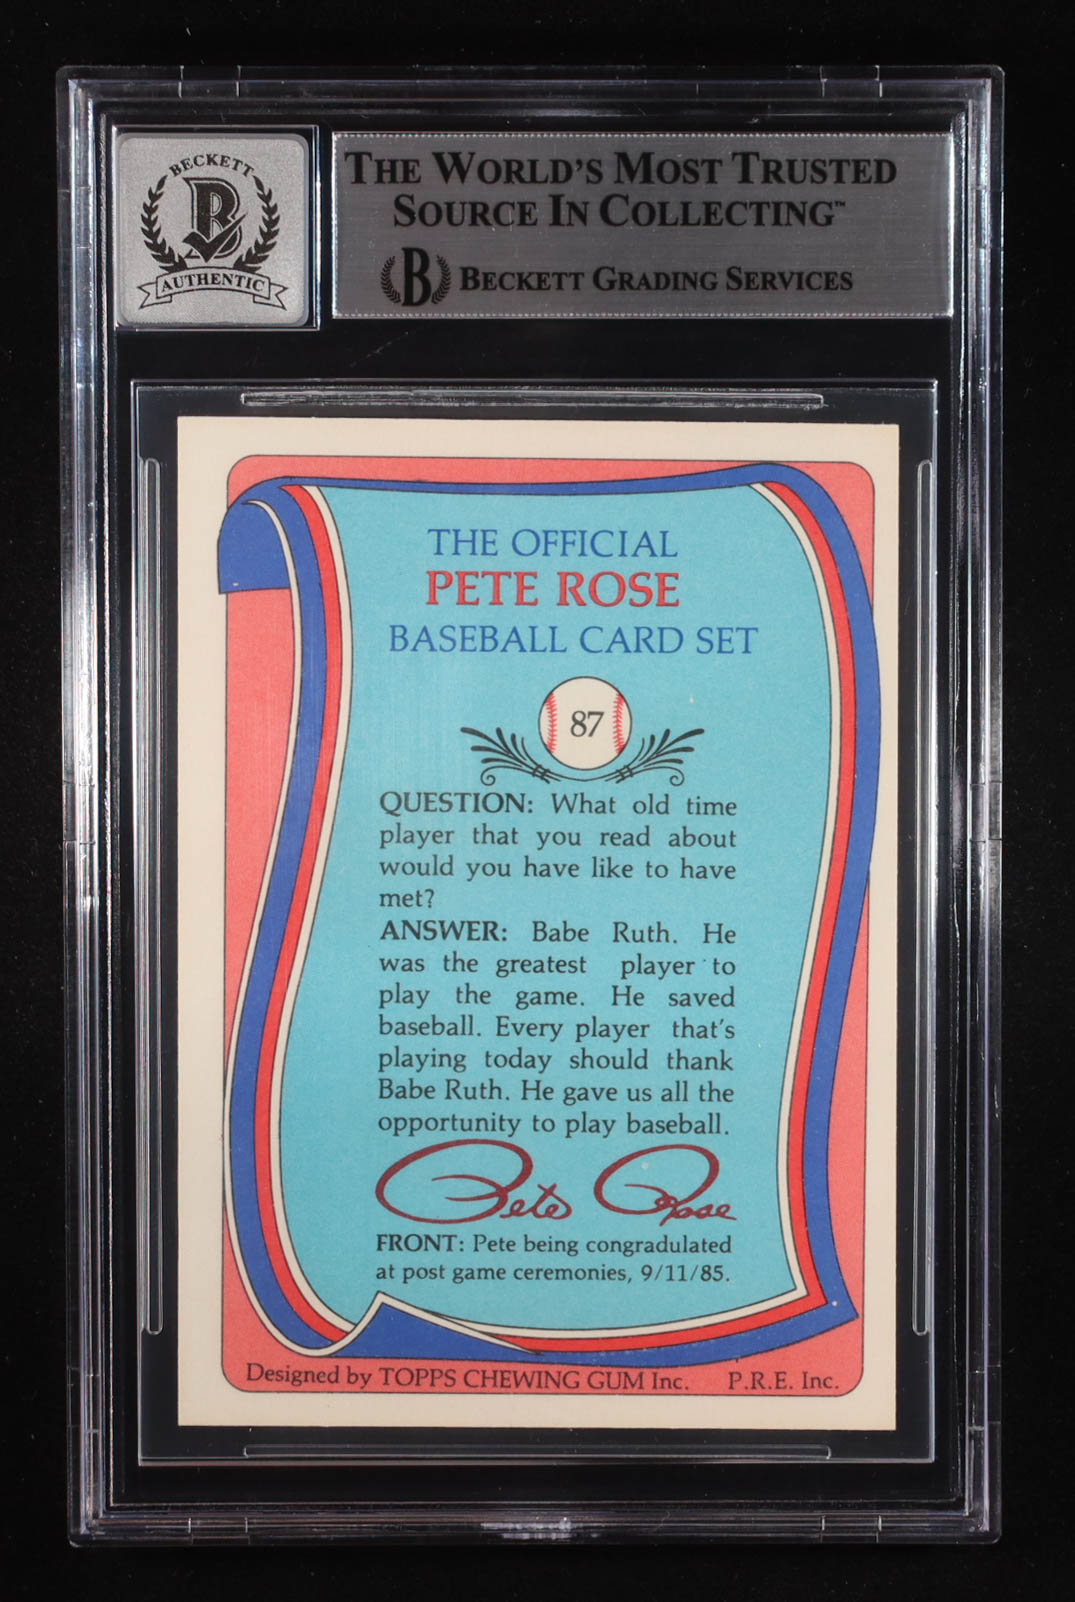 BECKETT
B
AUTHENTIC
THE WORLD'S MOST TRUSTED
SOURCE IN COLLECTING™
B BECKETT GRADING SERVICES
THE OFFICIAL
PETE ROSE
BASEBALL CARD SET
87
QUESTION: What old time
player that you read about
would you have like to have
met?
ANSWER: Babe Ruth. He
was the greatest player to
play the game. He saved
baseball. Every player that's
playing today should thank
Babe Ruth. He gave us all the
opportunity to play baseball.
Pete Rose
FRONT: Pete being congradulated
at post game ceremonies, 9/11/85.
Designed by TOPPS CHEWING GUM Inc. P.R.E. Inc.